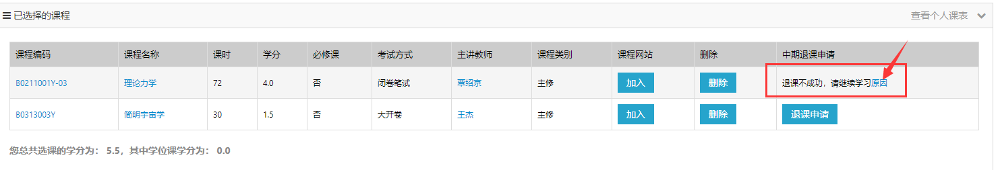 已选择的课程 查看个人课表
课程编码 课程名称 课时 学分 必修课 考试方式 主讲教师 课程类别 课程网站 删除 中期退课申请
B0211001Y-03 理论力学 72 4.0 否 闭卷笔试 覃绍京 主修 加入 删除 退课不成功，请继续学习原因
B0313003Y 简明宇宙学 30 1.5 否 大开卷 王杰 主修 加入 删除 退课申请
您总共选课的学分为： 5.5，其中学位课学分为： 0.0